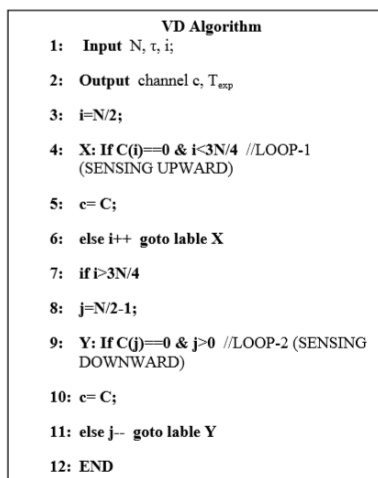 VD Algorithm
1: Input N, τ, i;
2: Output channel c, Texp
3: i=N/2;
4: X: If C(i)==0 & i<3N/4 //LOOP-1
(SENSING UPWARD)
5: c= C;
6: else i++ goto lable X
7: if i>3N/4
8: j=N/2-1;
9: Y: If C(j)==0 & j>0 //LOOP-2 (SENSING
DOWNWARD)
10: c= C;
11: else j-- goto lable Y
12: END